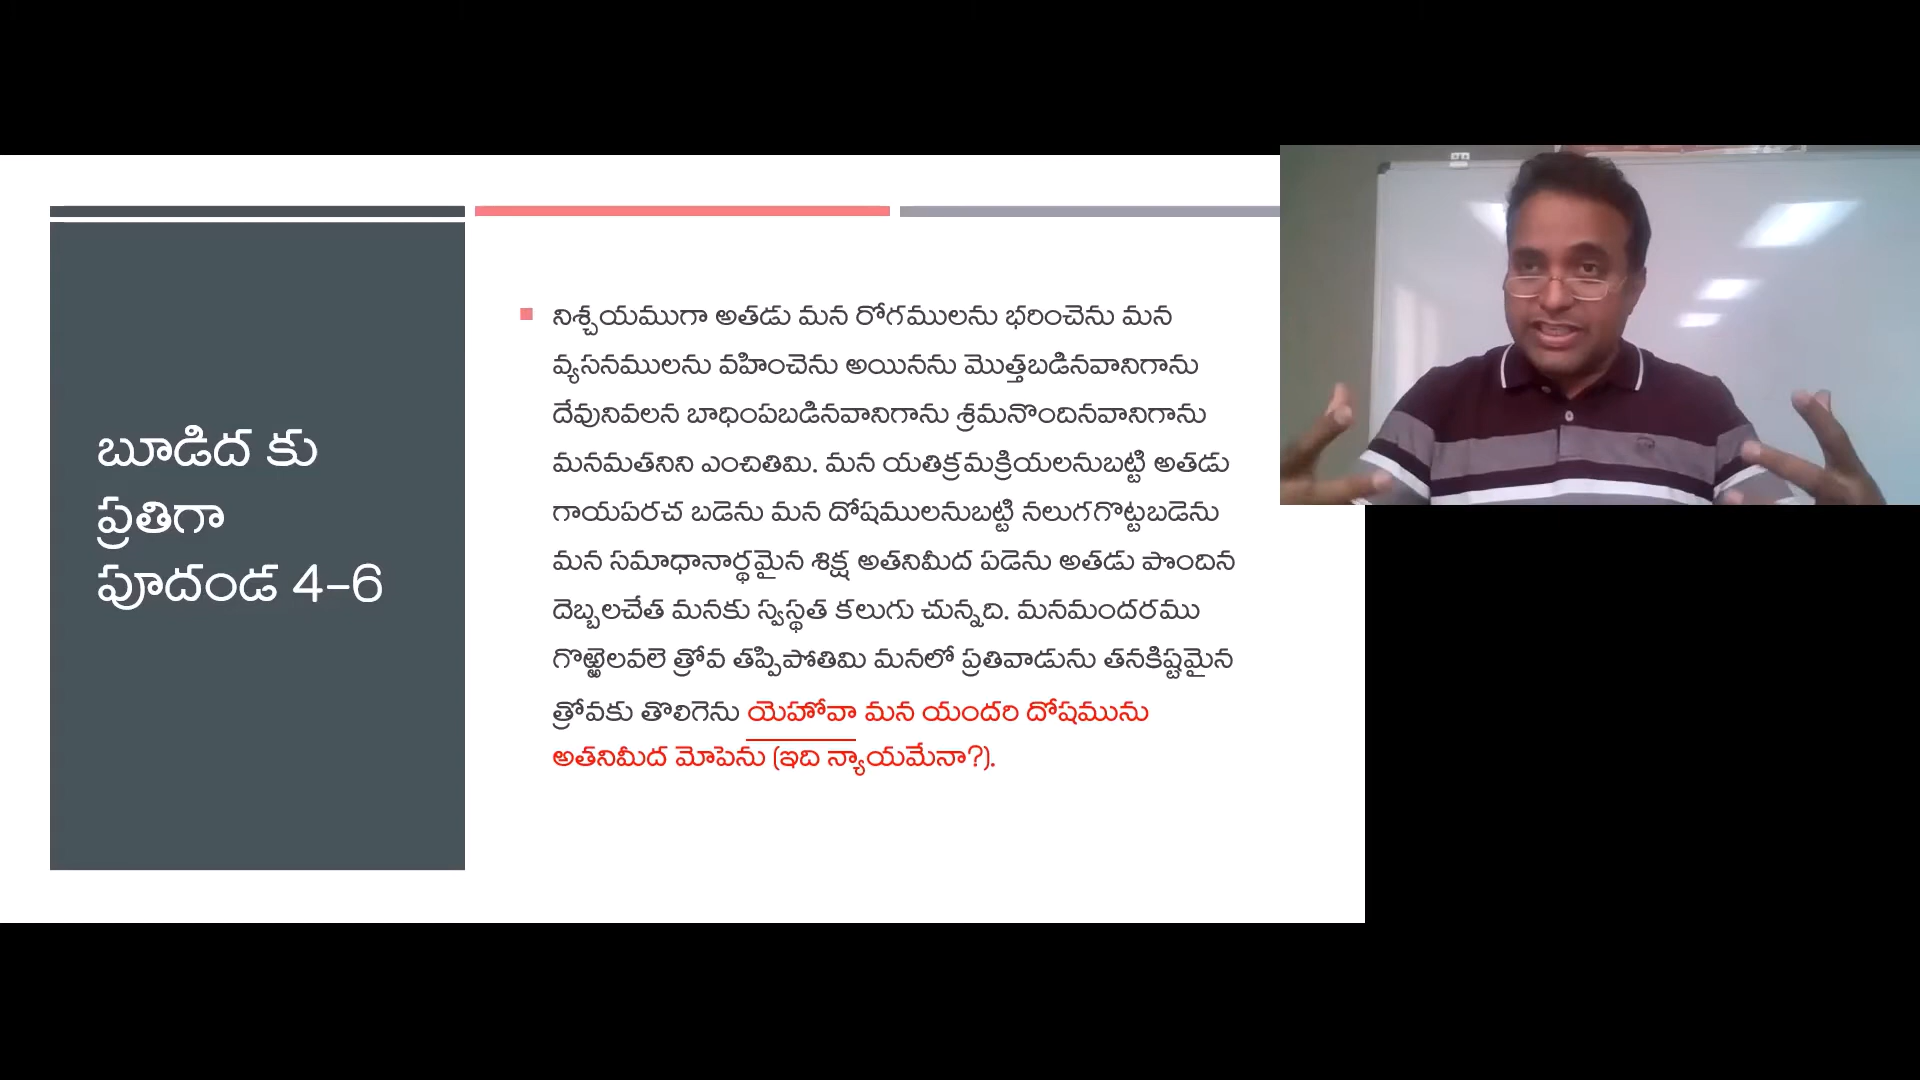 బూడిద కు
ప్రతిగా
పూదండ 4-6
నిశ్చయముగా అతడు మన రోగములను భరించెను మన
వ్యసనములను వహించెను అయినను మొత్తబడినవానిగాను
దేవునివలన బాధింపబడినవానిగాను శ్రమనొందినవానిగాను
మనమతనిని ఎంచితిమి. మన యతిక్రమక్రియలనుబట్టి అతడు
గాయపరచ బడెను మన దోషములనుబట్టి నలుగగొట్టబడెను
మన సమాధానార్థమైన శిక్ష అతనిమీద పడెను అతడు పొందిన
దెబ్బలచేత మనకు స్వస్థత కలుగు చున్నది. మనమందరము
గొఱ్ఱెలవలె త్రోవ తప్పిపోతిమి మనలో ప్రతివాడును తనకిష్టమైన
త్రోవకు తొలిగెను యెహోవా మన యందరి దోషమును
అతనిమీద మోపెను (ఇది న్యాయమేనా?).